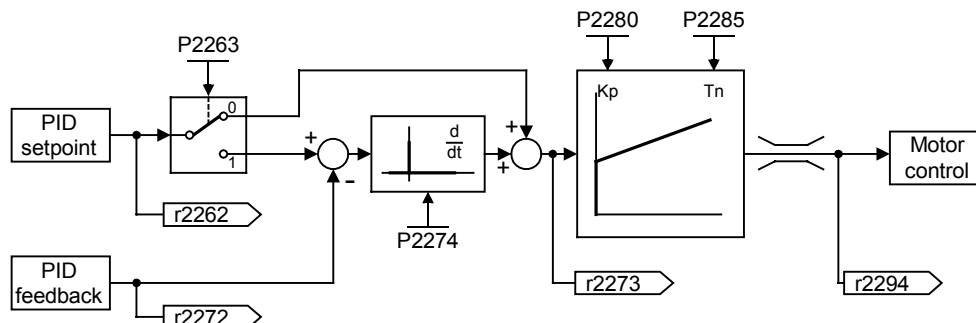 P2280
P2285
P2263
PID
setpoint
0
1
+
-
d
dt
+
+
Kp
Tn
Motor
control
r2262
P2274
PID
feedback
r2272
r2273
r2294